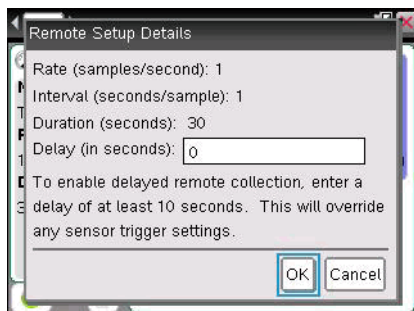 Remote Setup Details
Rate (samples/second): 1
Interval (seconds/sample): 1
Duration (seconds): 30
Delay (in seconds): 0
To enable delayed remote collection, enter a
delay of at least 10 seconds. This will override
any sensor trigger settings.
OK Cancel